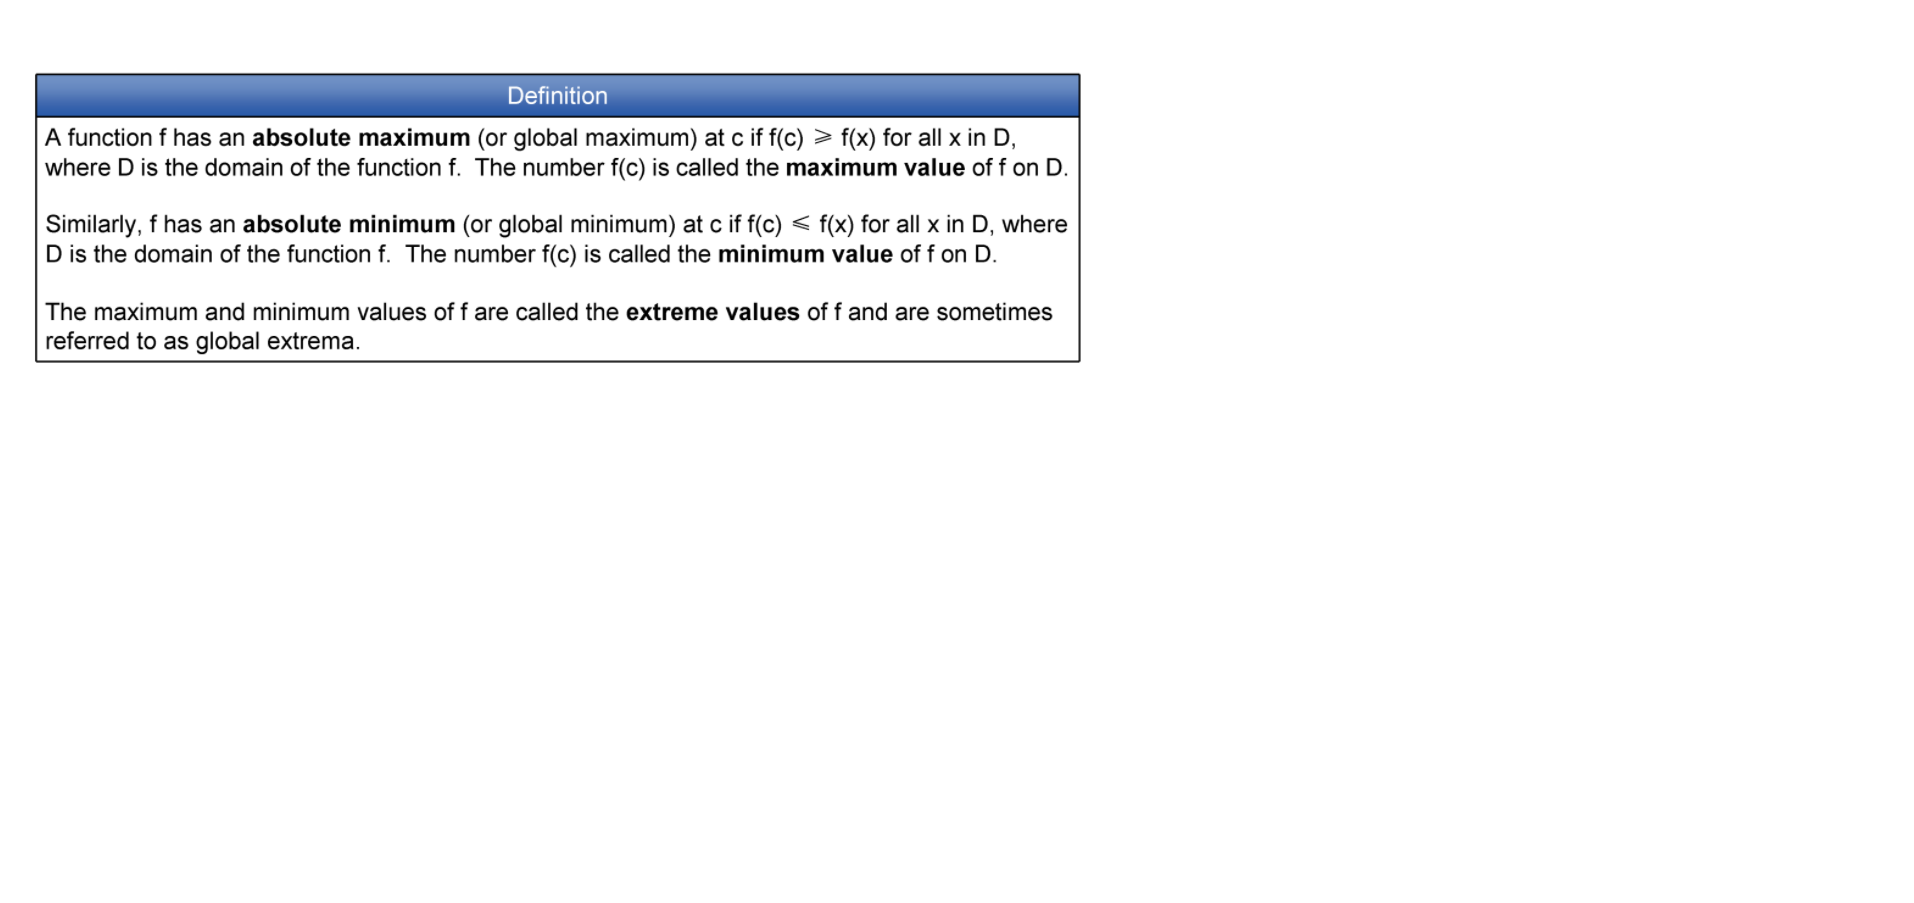 Definition
A function f has an absolute maximum (or global maximum) at c if f(c) ⩾ f(x) for all x in D,
where D is the domain of the function f.  The number f(c) is called the maximum value of f on D.
Similarly, f has an absolute minimum (or global minimum) at c if f(c) ⩽ f(x) for all x in D, where
D is the domain of the function f.  The number f(c) is called the minimum value of f on D.
The maximum and minimum values of f are called the extreme values of f and are sometimes
referred to as global extrema.